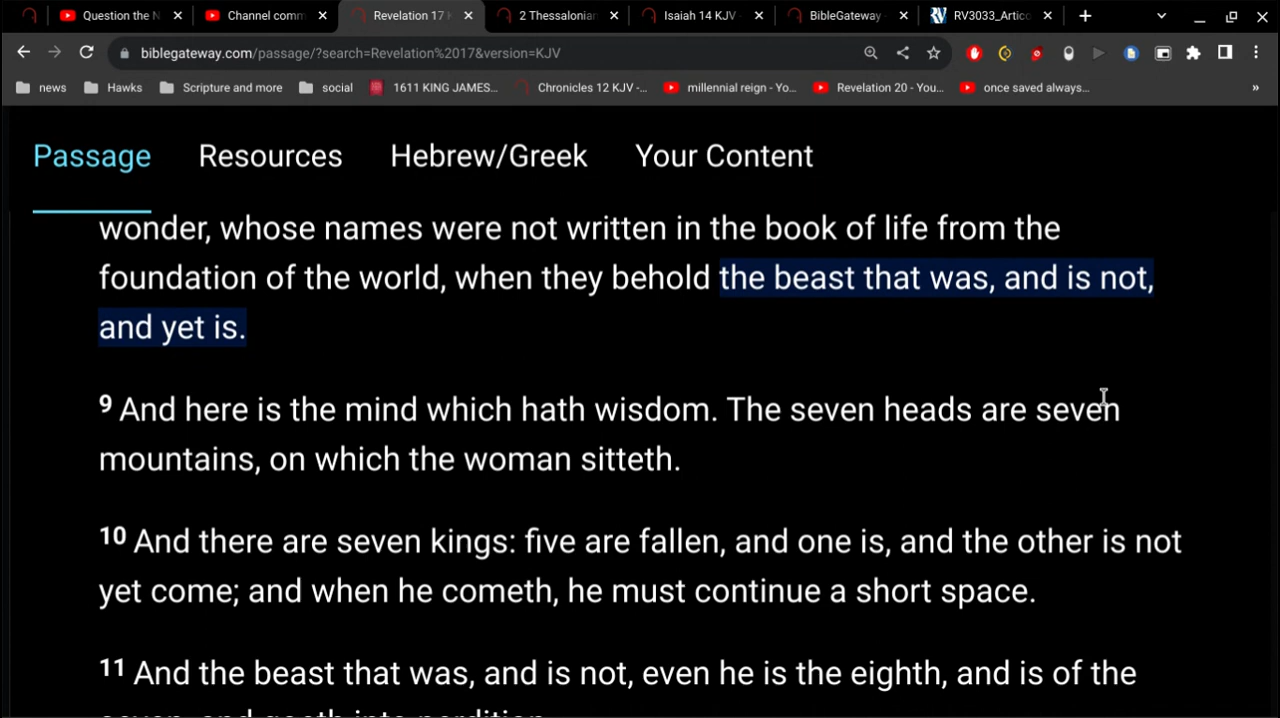 Question the N
Channel comm
Revelation 17 K
2 Thessalonian
Isaiah 14 KJV -
BibleGateway -
RV3033_Artico
biblegateway.com/passage/?search=Revelation%2017&version=KJV
news Hawks Scripture and more social 1611 KING JAMES... Chronicles 12 KJV -... millennial reign - Yo... Revelation 20 - You... once saved always... »
Passage Resources Hebrew/Greek Your Content
wonder, whose names were not written in the book of life from the
foundation of the world, when they behold the beast that was, and is not,
and yet is.
9 And here is the mind which hath wisdom. The seven heads are seven
mountains, on which the woman sitteth.
10 And there are seven kings: five are fallen, and one is, and the other is not
yet come; and when he cometh, he must continue a short space.
11 And the beast that was, and is not, even he is the eighth, and is of the
seven, and goeth into perdition.